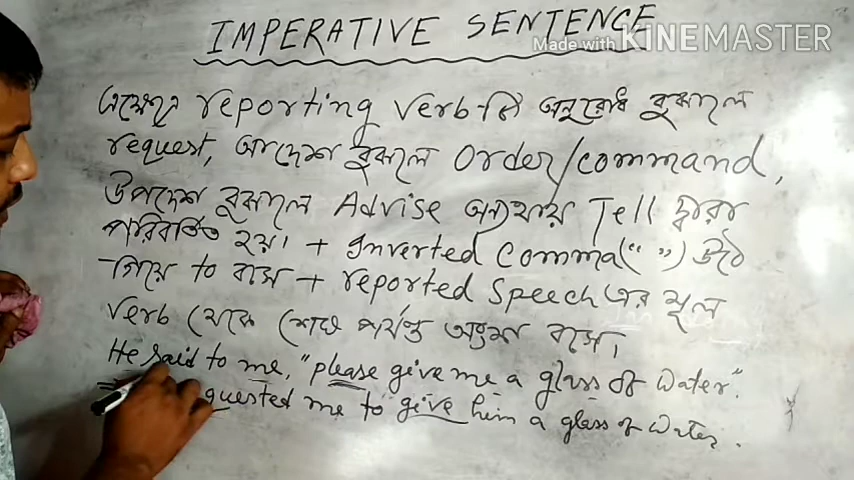 IMPERATIVE SENTENCE
Made with KINEMASTER
এক্ষেত্রে reporting verb-টি অনুরোধ বুঝালে
request, আদেশ বুঝালে Order/command,
উপদেশ বুঝালে Advise অন্যথায় Tell দ্বারা
পরিবর্তিত হয়। + Inverted Comma (“ ”) উঠে
গিয়ে to বসে + reported Speech এর মূল
Verb থেকে শেষ পর্যন্ত অংশ বসে।
He said to me, "please give me a glass of water".
quested me to give him a glass of water.